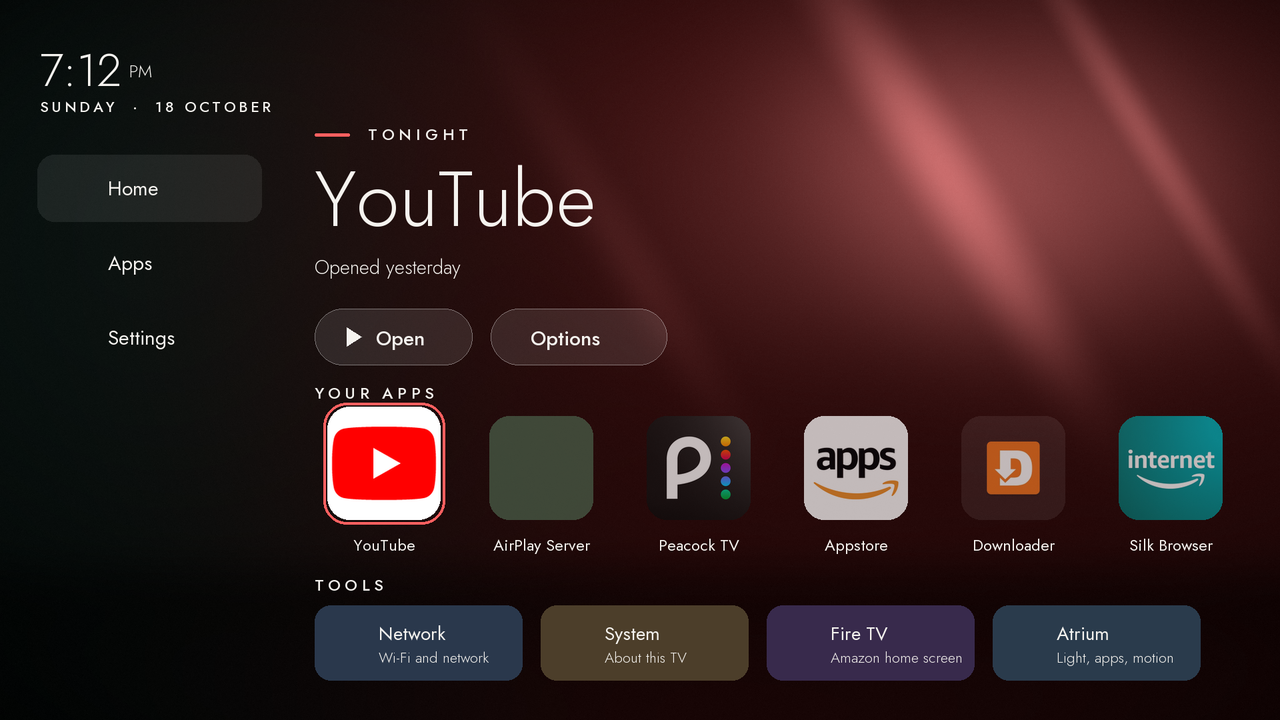 7:12 PM
SUNDAY · 18 OCTOBER
Home
Apps
Settings
TONIGHT
YouTube
Opened yesterday
Open
Options
YOUR APPS
P
apps
D
internet
YouTube
AirPlay Server
Peacock TV
Appstore
Downloader
Silk Browser
TOOLS
Network
Wi-Fi and network
System
About this TV
Fire TV
Amazon home screen
Atrium
Light, apps, motion